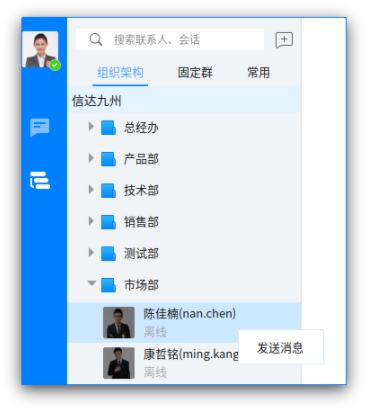 搜索联系人、会话
组织架构 固定群 常用
信达九州
总经办
产品部
技术部
销售部
测试部
市场部
陈佳楠(nan.chen)
离线
发送消息
康哲铭(ming.kang
离线